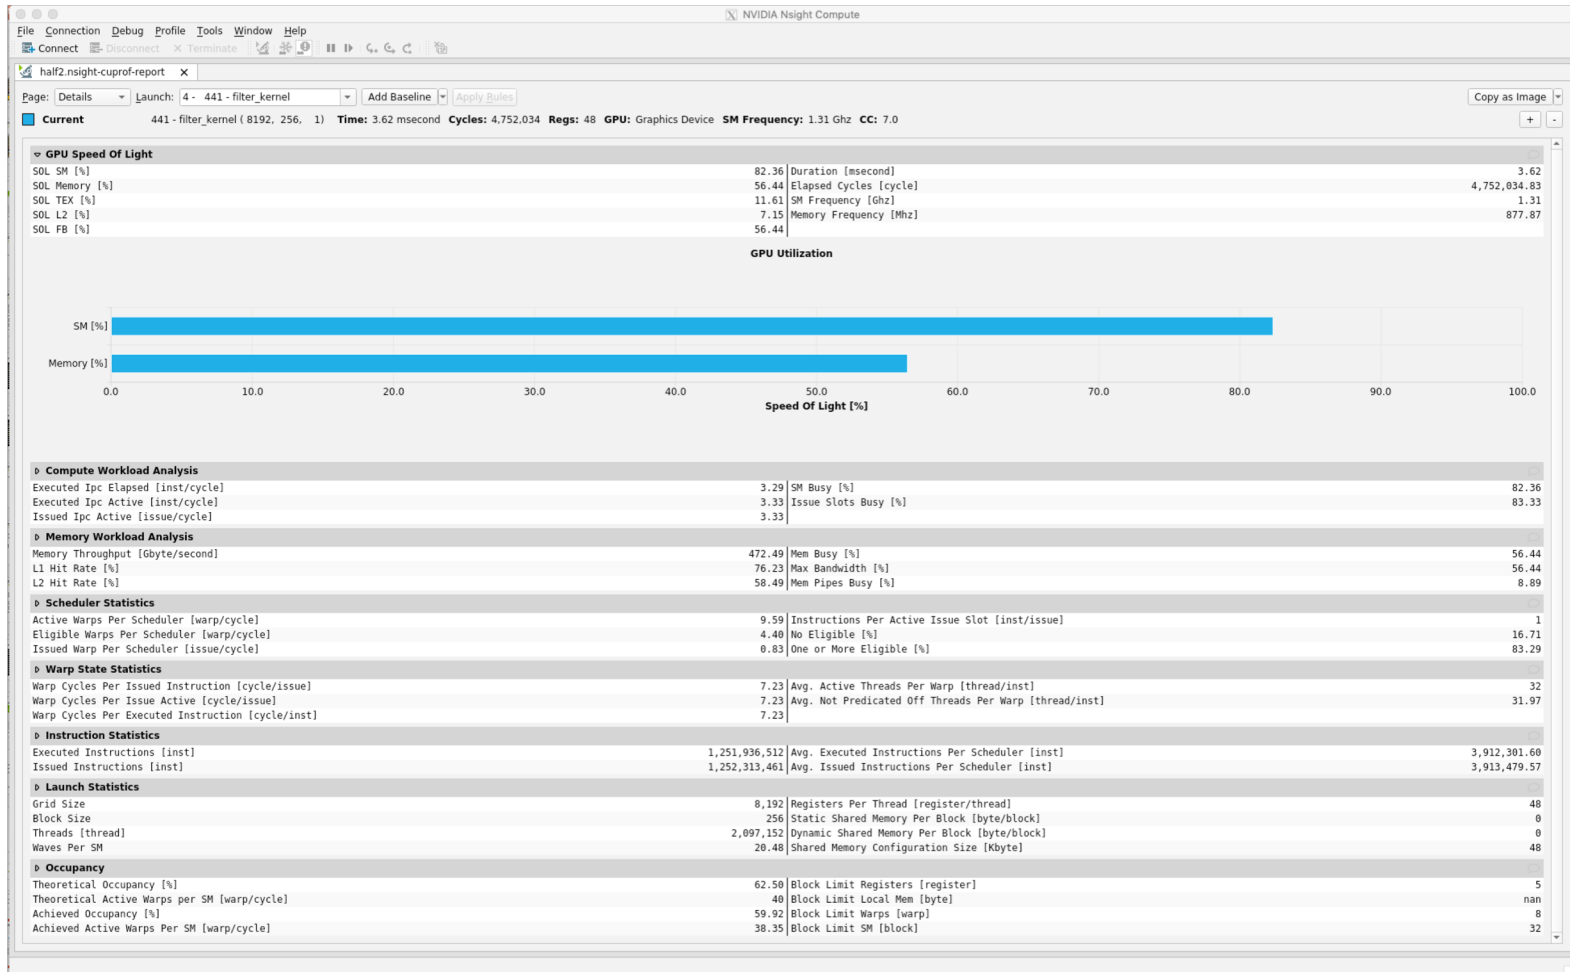 NVIDIA Nsight Compute
File Connection Debug Profile Tools Window Help
Connect Disconnect Terminate
half2.nsight-cuprof-report
Page: Details Launch: 4 - 441 - filter_kernel Add Baseline Apply Rules Copy as Image
Current 441 - filter_kernel ( 8192, 256, 1) Time: 3.62 msecond Cycles: 4,752,034 Regs: 48 GPU: Graphics Device SM Frequency: 1.31 Ghz CC: 7.0 + -
GPU Speed Of Light
SOL SM [%] 82.36 Duration [msecond] 3.62
SOL Memory [%] 56.44 Elapsed Cycles [cycle] 4,752,034.83
SOL TEX [%] 11.61 SM Frequency [Ghz] 1.31
SOL L2 [%] 7.15 Memory Frequency [Mhz] 877.87
SOL FB [%] 56.44
GPU Utilization
SM [%]
Memory [%]
0.0 10.0 20.0 30.0 40.0 50.0 60.0 70.0 80.0 90.0 100.0
Speed Of Light [%]
Compute Workload Analysis
Executed Ipc Elapsed [inst/cycle] 3.29 SM Busy [%] 82.36
Executed Ipc Active [inst/cycle] 3.33 Issue Slots Busy [%] 83.33
Issued Ipc Active [issue/cycle] 3.33
Memory Workload Analysis
Memory Throughput [Gbyte/second] 472.49 Mem Busy [%] 56.44
L1 Hit Rate [%] 76.23 Max Bandwidth [%] 56.44
L2 Hit Rate [%] 58.49 Mem Pipes Busy [%] 8.89
Scheduler Statistics
Active Warps Per Scheduler [warp/cycle] 9.59 Instructions Per Active Issue Slot [inst/issue] 1
Eligible Warps Per Scheduler [warp/cycle] 4.40 No Eligible [%] 16.71
Issued Warp Per Scheduler [issue/cycle] 0.83 One or More Eligible [%] 83.29
Warp State Statistics
Warp Cycles Per Issued Instruction [cycle/issue] 7.23 Avg. Active Threads Per Warp [thread/inst] 32
Warp Cycles Per Issue Active [cycle/issue] 7.23 Avg. Not Predicated Off Threads Per Warp [thread/inst] 31.97
Warp Cycles Per Executed Instruction [cycle/inst] 7.23
Instruction Statistics
Executed Instructions [inst] 1,251,936,512 Avg. Executed Instructions Per Scheduler [inst] 3,912,301.60
Issued Instructions [inst] 1,252,313,461 Avg. Issued Instructions Per Scheduler [inst] 3,913,479.57
Launch Statistics
Grid Size 8,192 Registers Per Thread [register/thread] 48
Block Size 256 Static Shared Memory Per Block [byte/block] 0
Threads [thread] 2,097,152 Dynamic Shared Memory Per Block [byte/block] 0
Waves Per SM 20.48 Shared Memory Configuration Size [Kbyte] 48
Occupancy
Theoretical Occupancy [%] 62.50 Block Limit Registers [register] 5
Theoretical Active Warps per SM [warp/cycle] 40 Block Limit Local Mem [byte] nan
Achieved Occupancy [%] 59.92 Block Limit Warps [warp] 8
Achieved Active Warps Per SM [warp/cycle] 38.35 Block Limit SM [block] 32